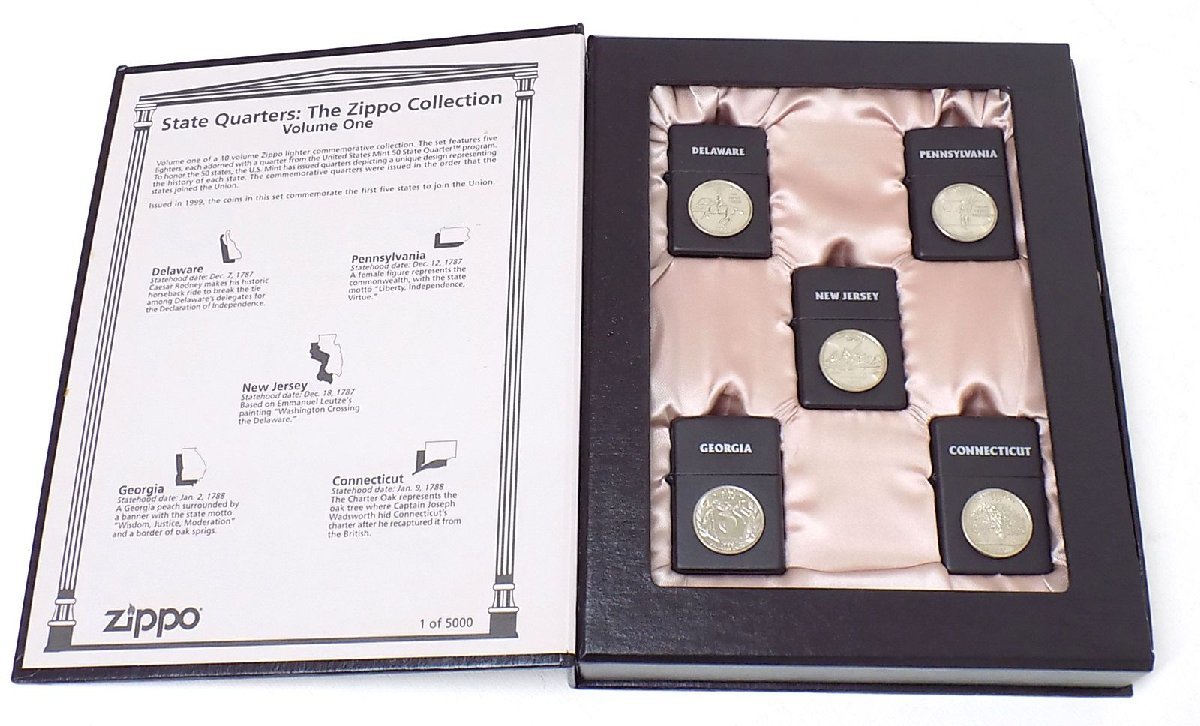 State Quarters: The Zippo Collection
Volume One
Volume one of a 10 volume Zippo lighter commemorative collection. The set features five
lighters, each adorned with a quarter from the United States Mint 50 State Quarter™ program.
To honor the 50 states, the U.S. Mint has issued quarters depicting a unique design representing
the history of each state. The commemorative quarters were issued in the order that the
states joined the Union.
Issued in 1999, the coins in this set commemorate the first five states to join the Union.
Delaware
Statehood date: Dec. 7, 1787
Caesar Rodney makes his historic
horseback ride to break the tie
among Delaware's delegates for
the Declaration of Independence.
Pennsylvania
Statehood date: Dec. 12, 1787
A female figure represents the
commonwealth, with the state
motto "Liberty, Independence,
Virtue."
New Jersey
Statehood date: Dec. 18, 1787
Based on Emmanuel Leutze's
painting "Washington Crossing
the Delaware."
Georgia
Statehood date: Jan. 2, 1788
A Georgia peach surrounded by
a banner with the state motto
"Wisdom, Justice, Moderation"
and a border of oak sprigs.
Connecticut
Statehood date: Jan. 9, 1788
The Charter Oak represents the
oak tree where Captain Joseph
Wadsworth hid Connecticut's
charter after he recaptured it from
the British.
zippo
1 of 5000
DELAWARE
PENNSYLVANIA
NEW JERSEY
GEORGIA
CONNECTICUT